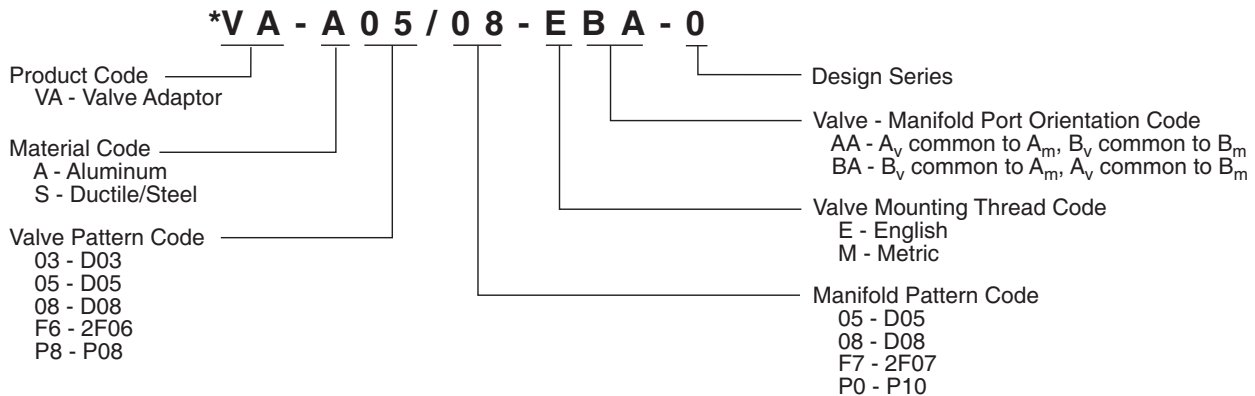 *VA-A05/08-EBA-0
Product Code
VA - Valve Adaptor
Material Code
A - Aluminum
S - Ductile/Steel
Valve Pattern Code
03 - D03
05 - D05
08 - D08
F6 - 2F06
P8 - P08
Design Series
Valve - Manifold Port Orientation Code
AA - Av common to Am, Bv common to Bm
BA - Bv common to Am, Av common to Bm
Valve Mounting Thread Code
E - English
M - Metric
Manifold Pattern Code
05 - D05
08 - D08
F7 - 2F07
P0 - P10